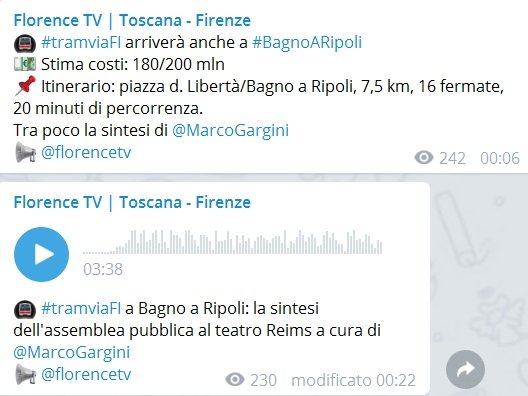 Florence TV | Toscana - Firenze
#tramviaFI arriverà anche a #BagnoARipoli
Stima costi: 180/200 mln
Itinerario: piazza d. Libertà/Bagno a Ripoli, 7,5 km, 16 fermate,
20 minuti di percorrenza.
Tra poco la sintesi di @MarcoGargini
@florencetv
242 00:06
Florence TV | Toscana - Firenze
03:38
#tramviaFI a Bagno a Ripoli: la sintesi
dell'assemblea pubblica al teatro Reims a cura di
@MarcoGargini
@florencetv
230 modificato 00:22